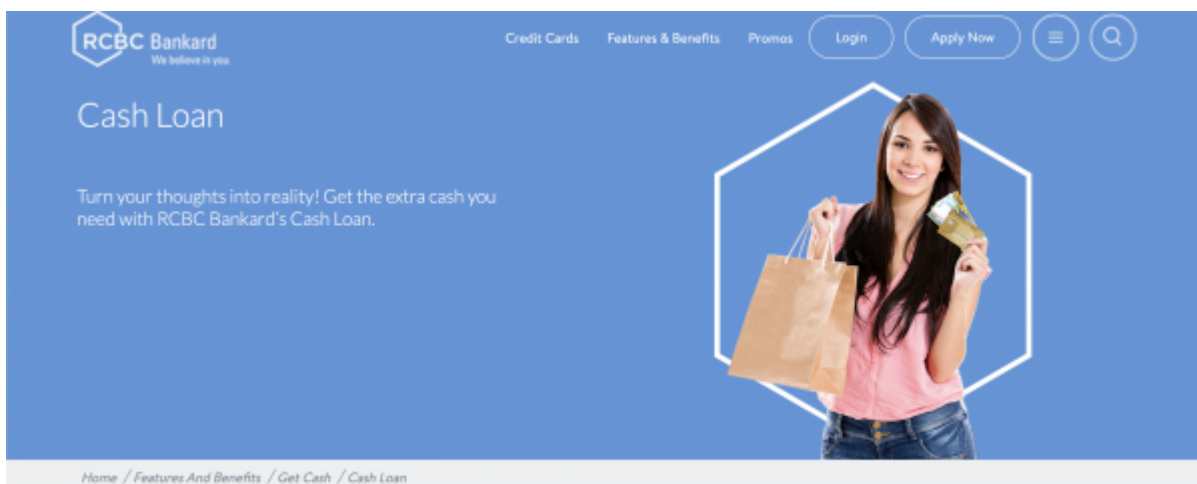 RCBC Bankard
We believe in you.
Credit Cards Features & Benefits Promos Login Apply Now
Cash Loan
Turn your thoughts into reality! Get the extra cash you
need with RCBC Bankard's Cash Loan.
Home / Features And Benefits / Get Cash / Cash Loan